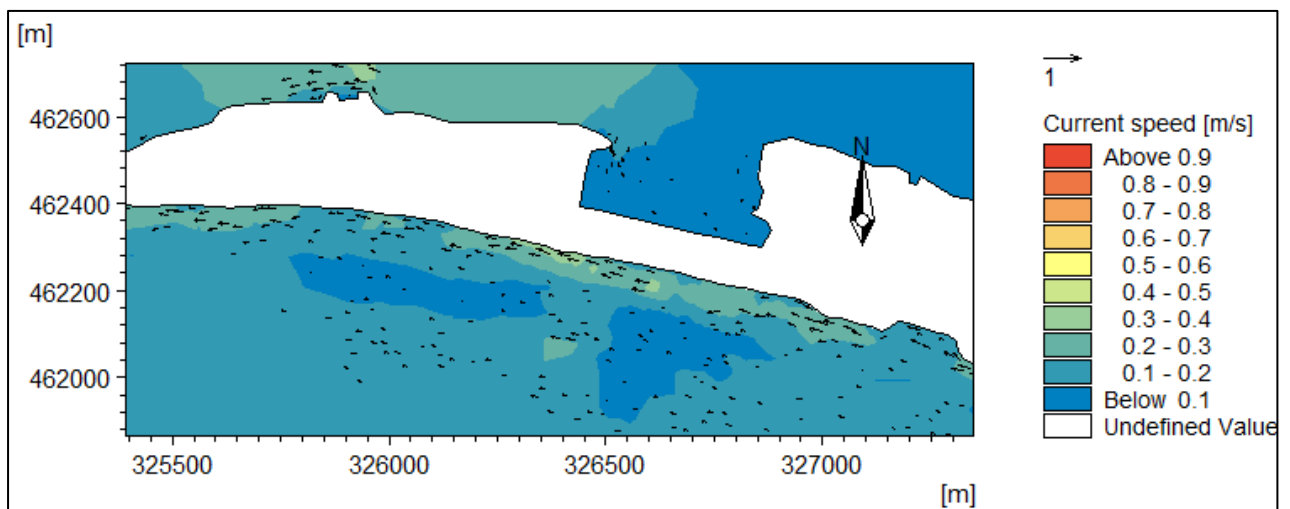 [m]
462600
462400
462200
462000
325500 326000 326500 327000
[m]
N
1
Current speed [m/s]
Above 0.9
0.8 - 0.9
0.7 - 0.8
0.6 - 0.7
0.5 - 0.6
0.4 - 0.5
0.3 - 0.4
0.2 - 0.3
0.1 - 0.2
Below 0.1
Undefined Value